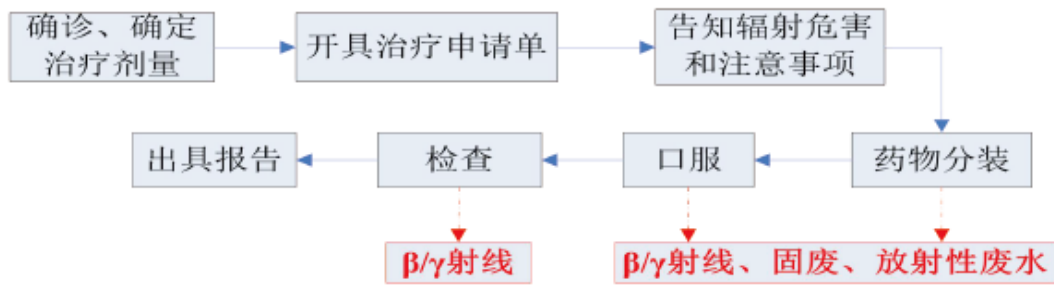 确诊、确定
治疗剂量
开具治疗申请单
告知辐射危害
和注意事项
出具报告
检查
口服
药物分装
β/γ射线
β/γ射线、固废、放射性废水